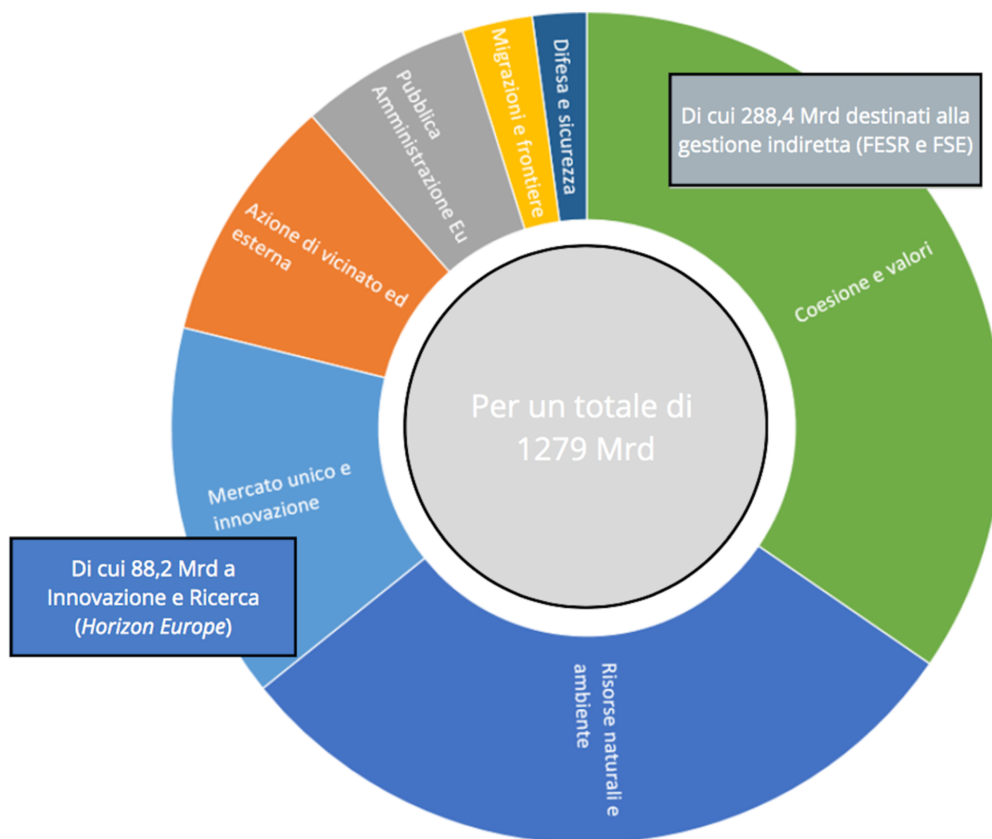 Difesa e sicurezza
Migrazioni e frontiere
Pubblica
Amministrazione Eu
Di cui 288,4 Mrd destinati alla
gestione indiretta (FESR e FSE)
Azione di vicinato ed
esterna
Coesione e valori
Per un totale di
1279 Mrd
Mercato unico e
innovazione
Di cui 88,2 Mrd a
Innovazione e Ricerca
(Horizon Europe)
Risorse naturali e
ambiente